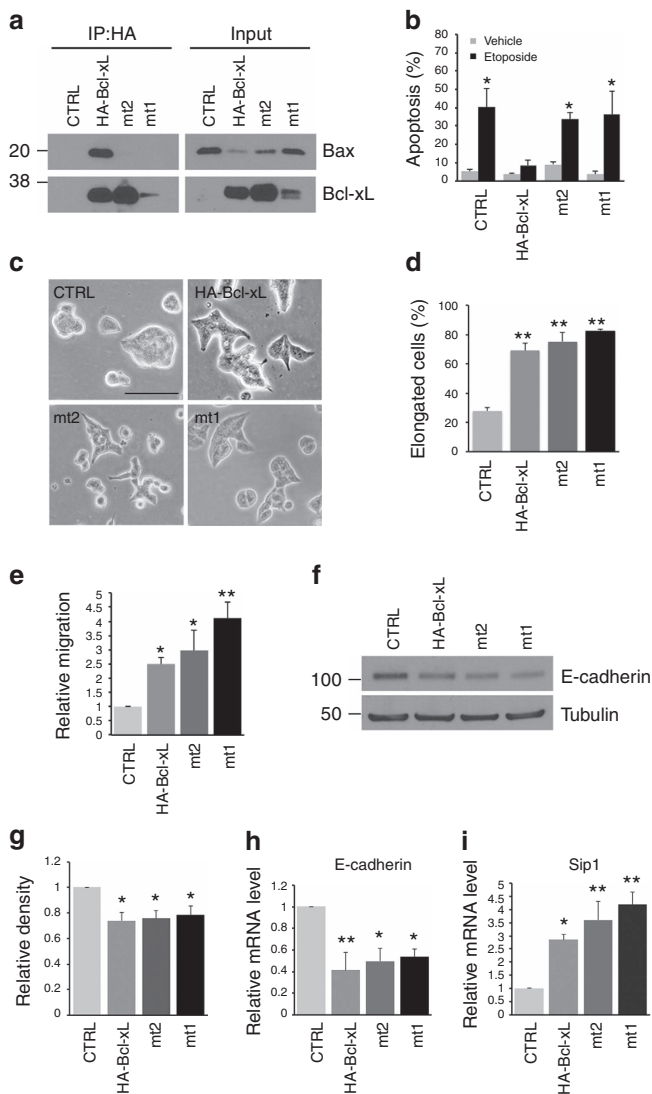 a
IP:HA
Input
CTRL
HA-Bcl-xL
mt2
mt1
CTRL
HA-Bcl-xL
mt2
mt1
20
Bax
38
Bcl-xL
b
Vehicle
Etoposide
Apoptosis (%)
80
70
60
50
40
30
20
10
0
*
*
*
CTRL
HA-Bcl-xL
mt2
mt1
c
CTRL
HA-Bcl-xL
mt2
mt1
d
Elongated cells (%)
100
80
60
40
20
0
**
**
**
CTRL
HA-Bcl-xL
mt2
mt1
e
Relative migration
5
4.5
4
3.5
3
2.5
2
1.5
1
0.5
0
*
*
**
CTRL
HA-Bcl-xL
mt2
mt1
f
CTRL
HA-Bcl-xL
mt2
mt1
100
E-cadherin
50
Tubulin
g
Relative density
1.2
1
0.8
0.6
0.4
0.2
0
*
*
*
CTRL
HA-Bcl-xL
mt2
mt1
h
E-cadherin
Relative mRNA level
1.2
1
0.8
0.6
0.4
0.2
0
**
*
*
CTRL
HA-Bcl-xL
mt2
mt1
i
Sip1
Relative mRNA level
5
4.5
4
3.5
3
2.5
2
1.5
1
0.5
0
*
**
**
CTRL
HA-Bcl-xL
mt2
mt1